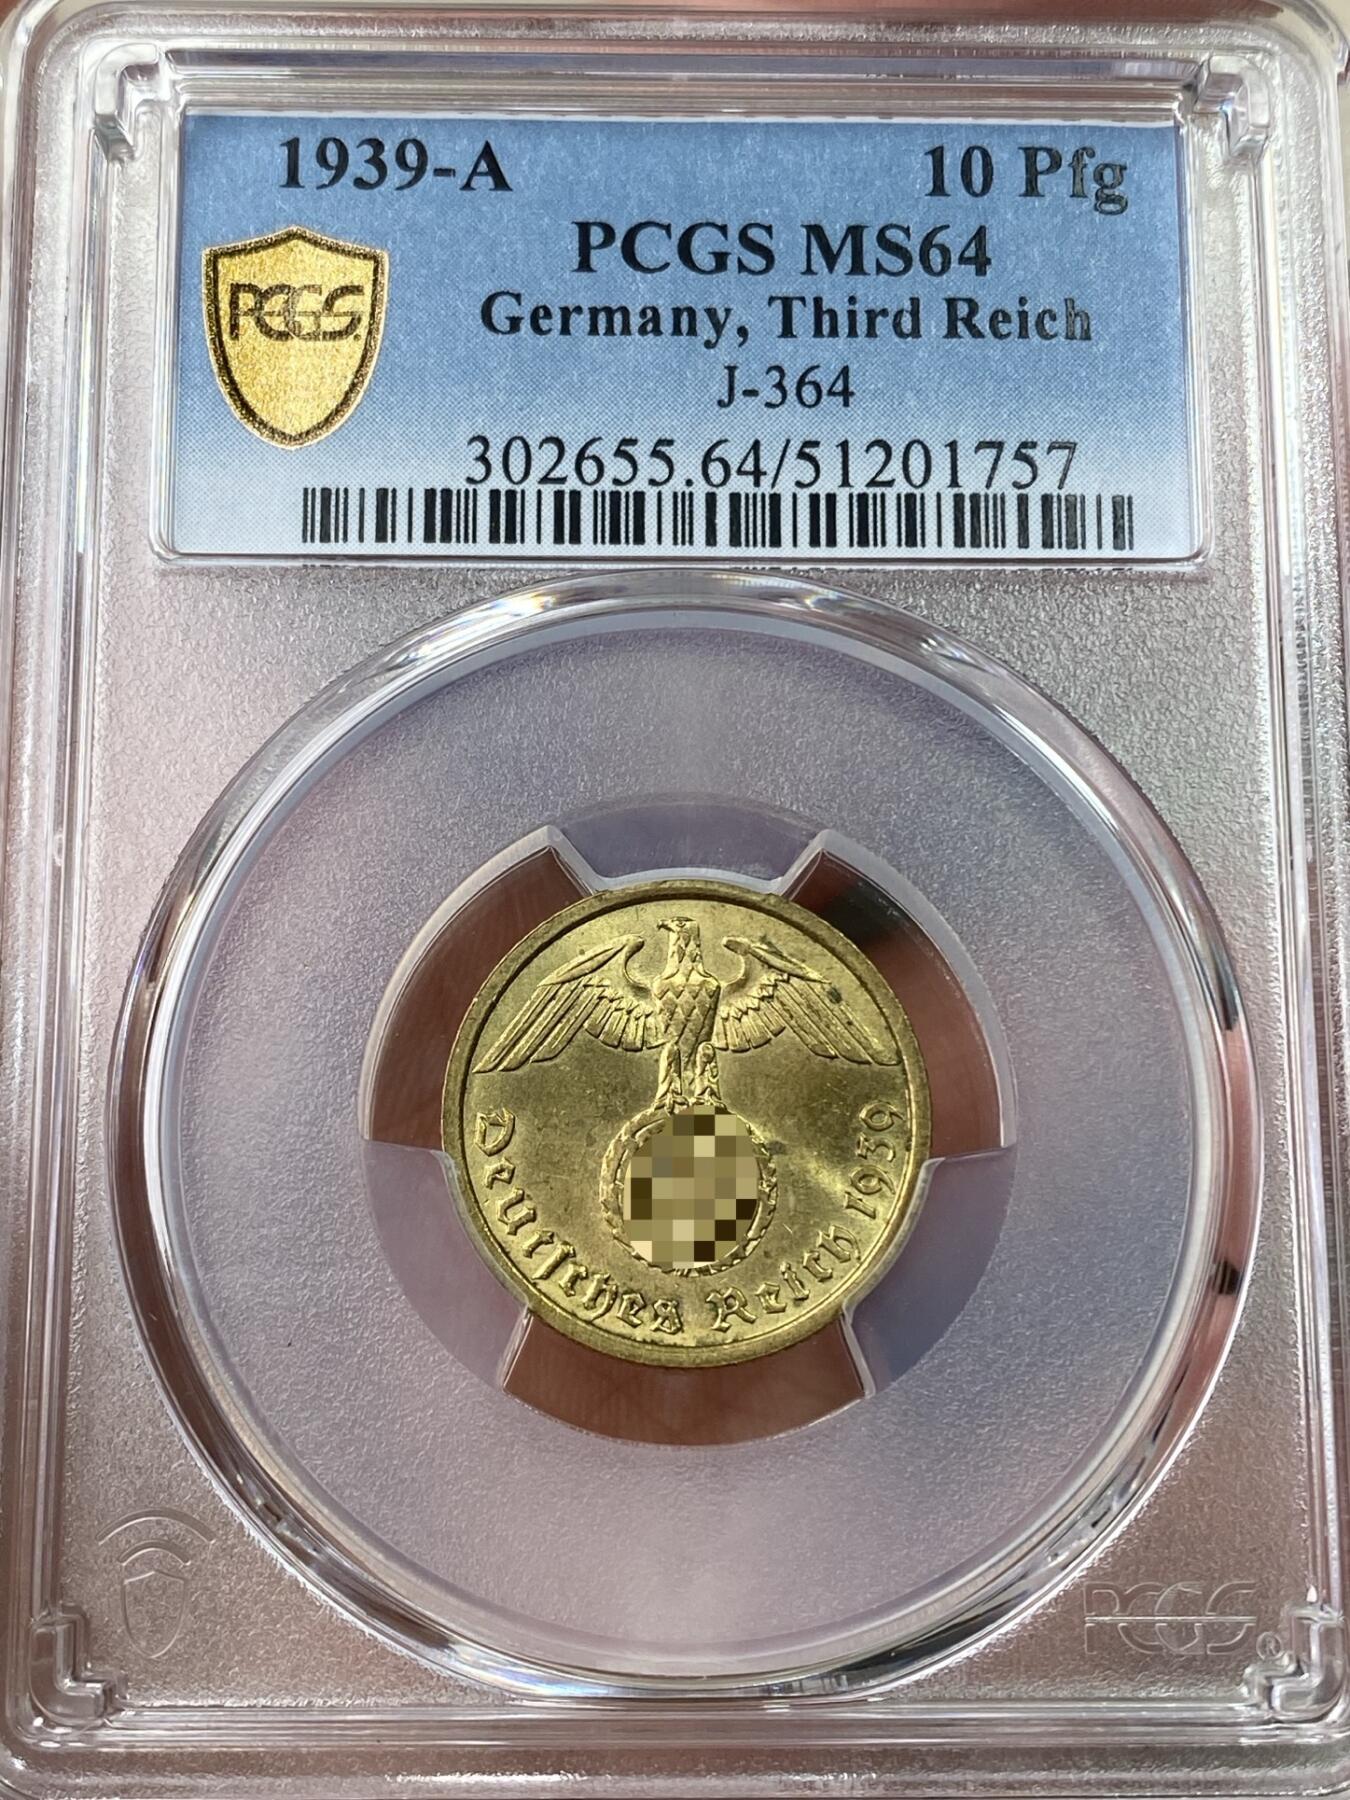 1939-A 10 Pfg
PCGS MS64
PCGS
Germany, Third Reich
J-364
302655.64/51201757
Deutsches Reich 1939
PCGS